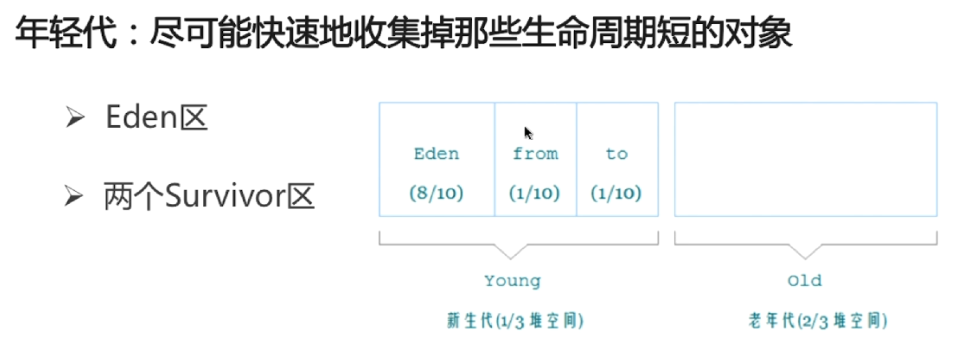 年轻代：尽可能快速地收集掉那些生命周期短的对象
➢ Eden区
➢ 两个Survivor区
Eden from to
(8/10) (1/10) (1/10)
Young Old
新生代(1/3 堆空间) 老年代(2/3 堆空间)